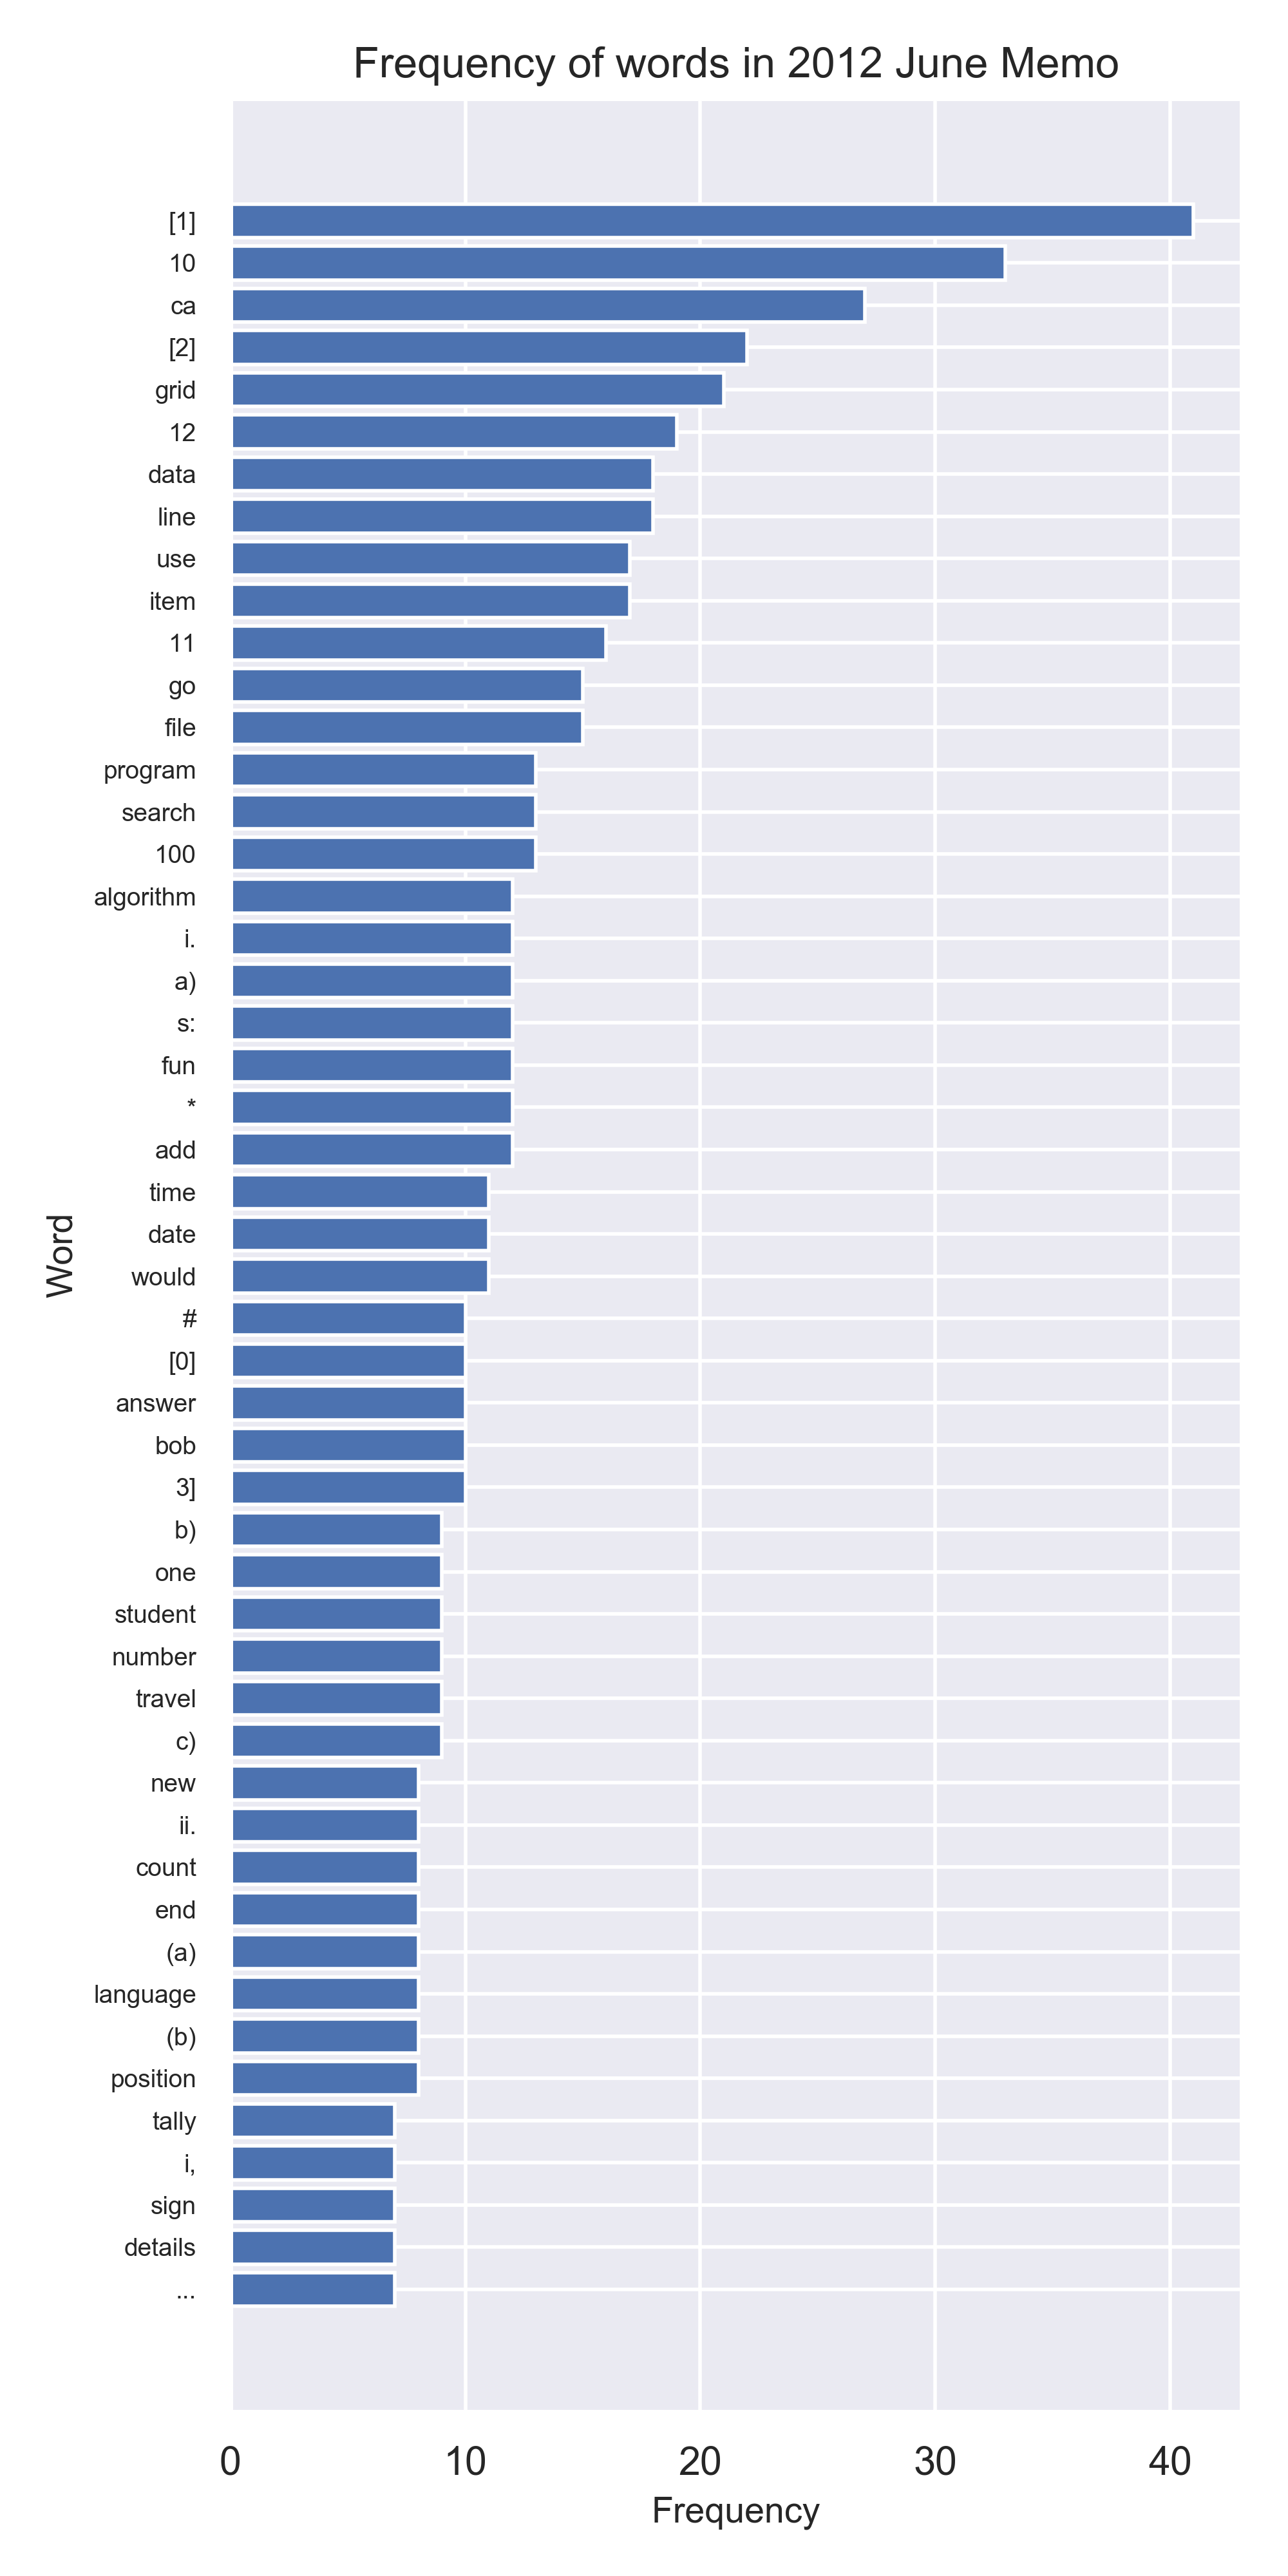 Frequency of words in 2012 June Memo
[1]
10
ca
[2]
grid
12
data
line
use
item
11
go
file
program
search
100
algorithm
i.
a)
s:
fun
*
add
time
date
would
#
[0]
answer
bob
3]
b)
one
student
number
travel
c)
new
ii.
count
end
(a)
language
(b)
position
tally
i,
sign
details
...
Word
0 10 20 30 40
Frequency